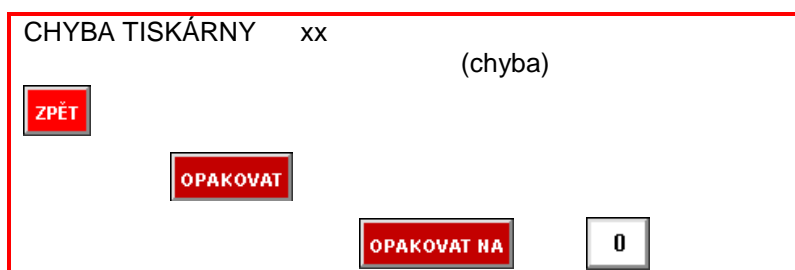 CHYBA TISKÁRNY xx
(chyba)
ZPĚT
OPAKOVAT
OPAKOVAT NA 0